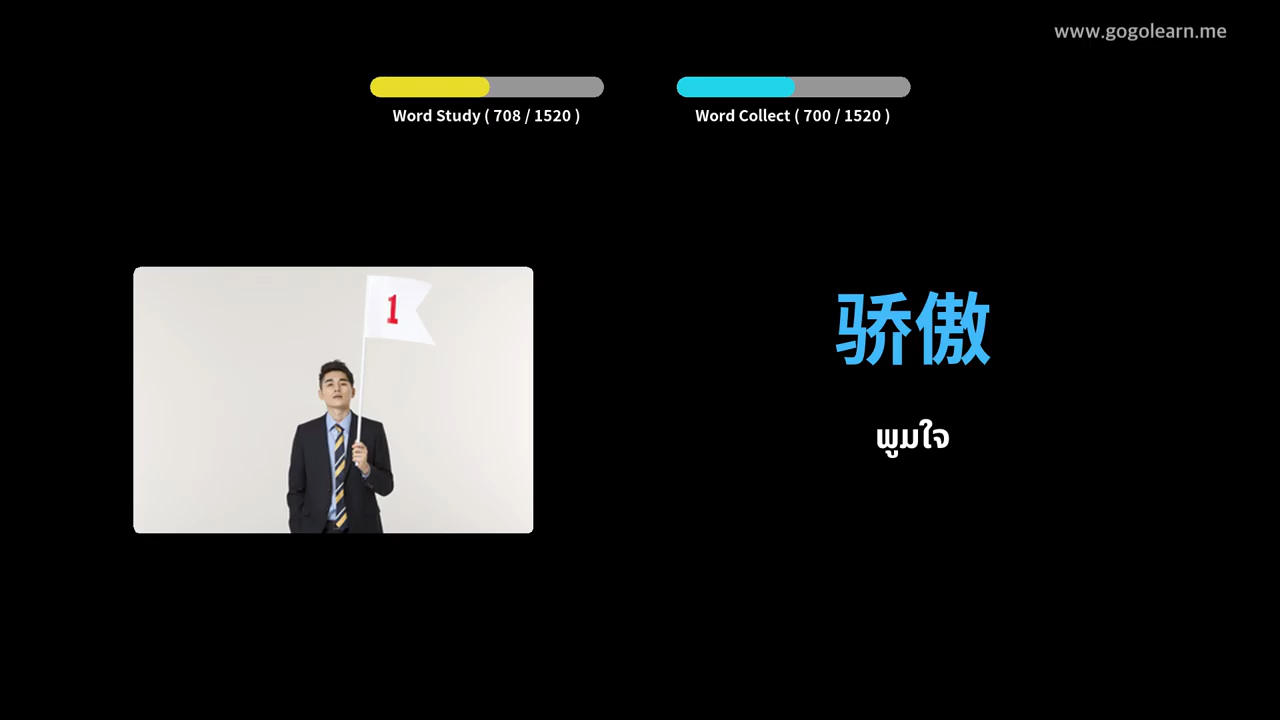 www.gogolearn.me
Word Study ( 708 / 1520 )
Word Collect ( 700 / 1520 )
1
骄傲
ພູມໃຈ